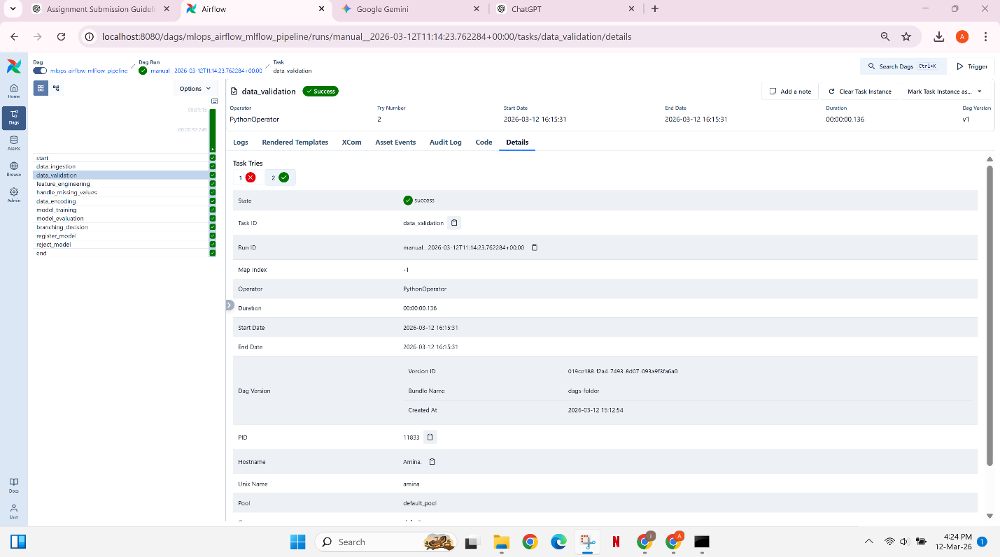 Assignment Submission Guideli
Airflow
Google Gemini
ChatGPT
localhost:8080/dags/mlops_airflow_mlflow_pipeline/runs/manual__2026-03-12T11:14:23.762284+00:00/tasks/data_validation/details
A
Dag
mlops_airflow_mlflow_pipeline
Dag Run
manual__2026-03-12T11:14:23.762284+00:00
Task
data_validation
Search Dags Ctrl+K
Trigger
Home
Dags
Assets
Browse
Admin
Docs
User
Options
00:01:15
00:00:37.749
start
data_ingestion
data_validation
feature_engineering
handle_missing_values
data_encoding
model_training
model_evaluation
branching_decision
register_model
reject_model
end
data_validation Success
Add a note
Clear Task Instance
Mark Task Instance as...
Operator Try Number Start Date End Date Duration Dag Version
PythonOperator 2 2026-03-12 16:15:31 2026-03-12 16:15:31 00:00:00.136 v1
Logs Rendered Templates XCom Asset Events Audit Log Code Details
Task Tries
1 2
State success
Task ID data_validation
Run ID manual__2026-03-12T11:14:23.762284+00:00
Map Index -1
Operator PythonOperator
Duration 00:00:00.136
Start Date 2026-03-12 16:15:31
End Date 2026-03-12 16:15:31
Dag Version
Version ID 019ce188-f2a4-7493-8d07-093a9f3fa6a0
Bundle Name dags-folder
Created At 2026-03-12 15:12:54
PID 11833
Hostname Amina.
Unix Name amina
Pool default_pool
Search
4:24 PM
12-Mar-26
1